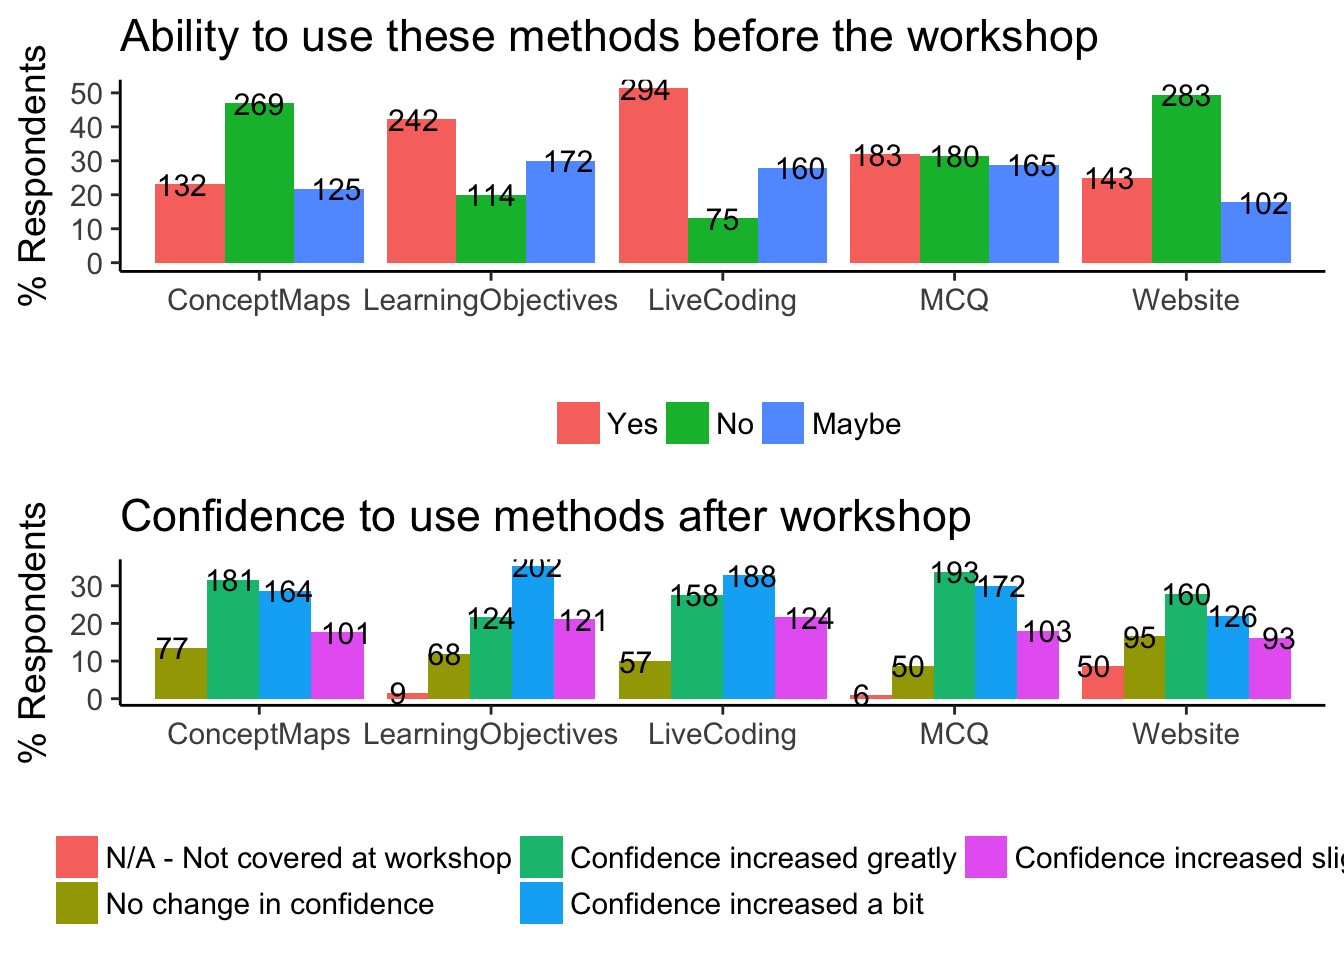 Ability to use these methods before the workshop
% Respondents
50
40
30
20
10
0
132 269 125 242 114 172 294 75 160 183 180 165 143 283 102
ConceptMaps LearningObjectives LiveCoding MCQ Website
Yes No Maybe
Confidence to use methods after workshop
% Respondents
30
20
10
0
77 181 164 101 9 68 124 202 121 57 158 188 124 6 50 193 172 103 50 95 160 126 93
ConceptMaps LearningObjectives LiveCoding MCQ Website
N/A - Not covered at workshop Confidence increased greatly Confidence increased
No change in confidence Confidence increased a bit